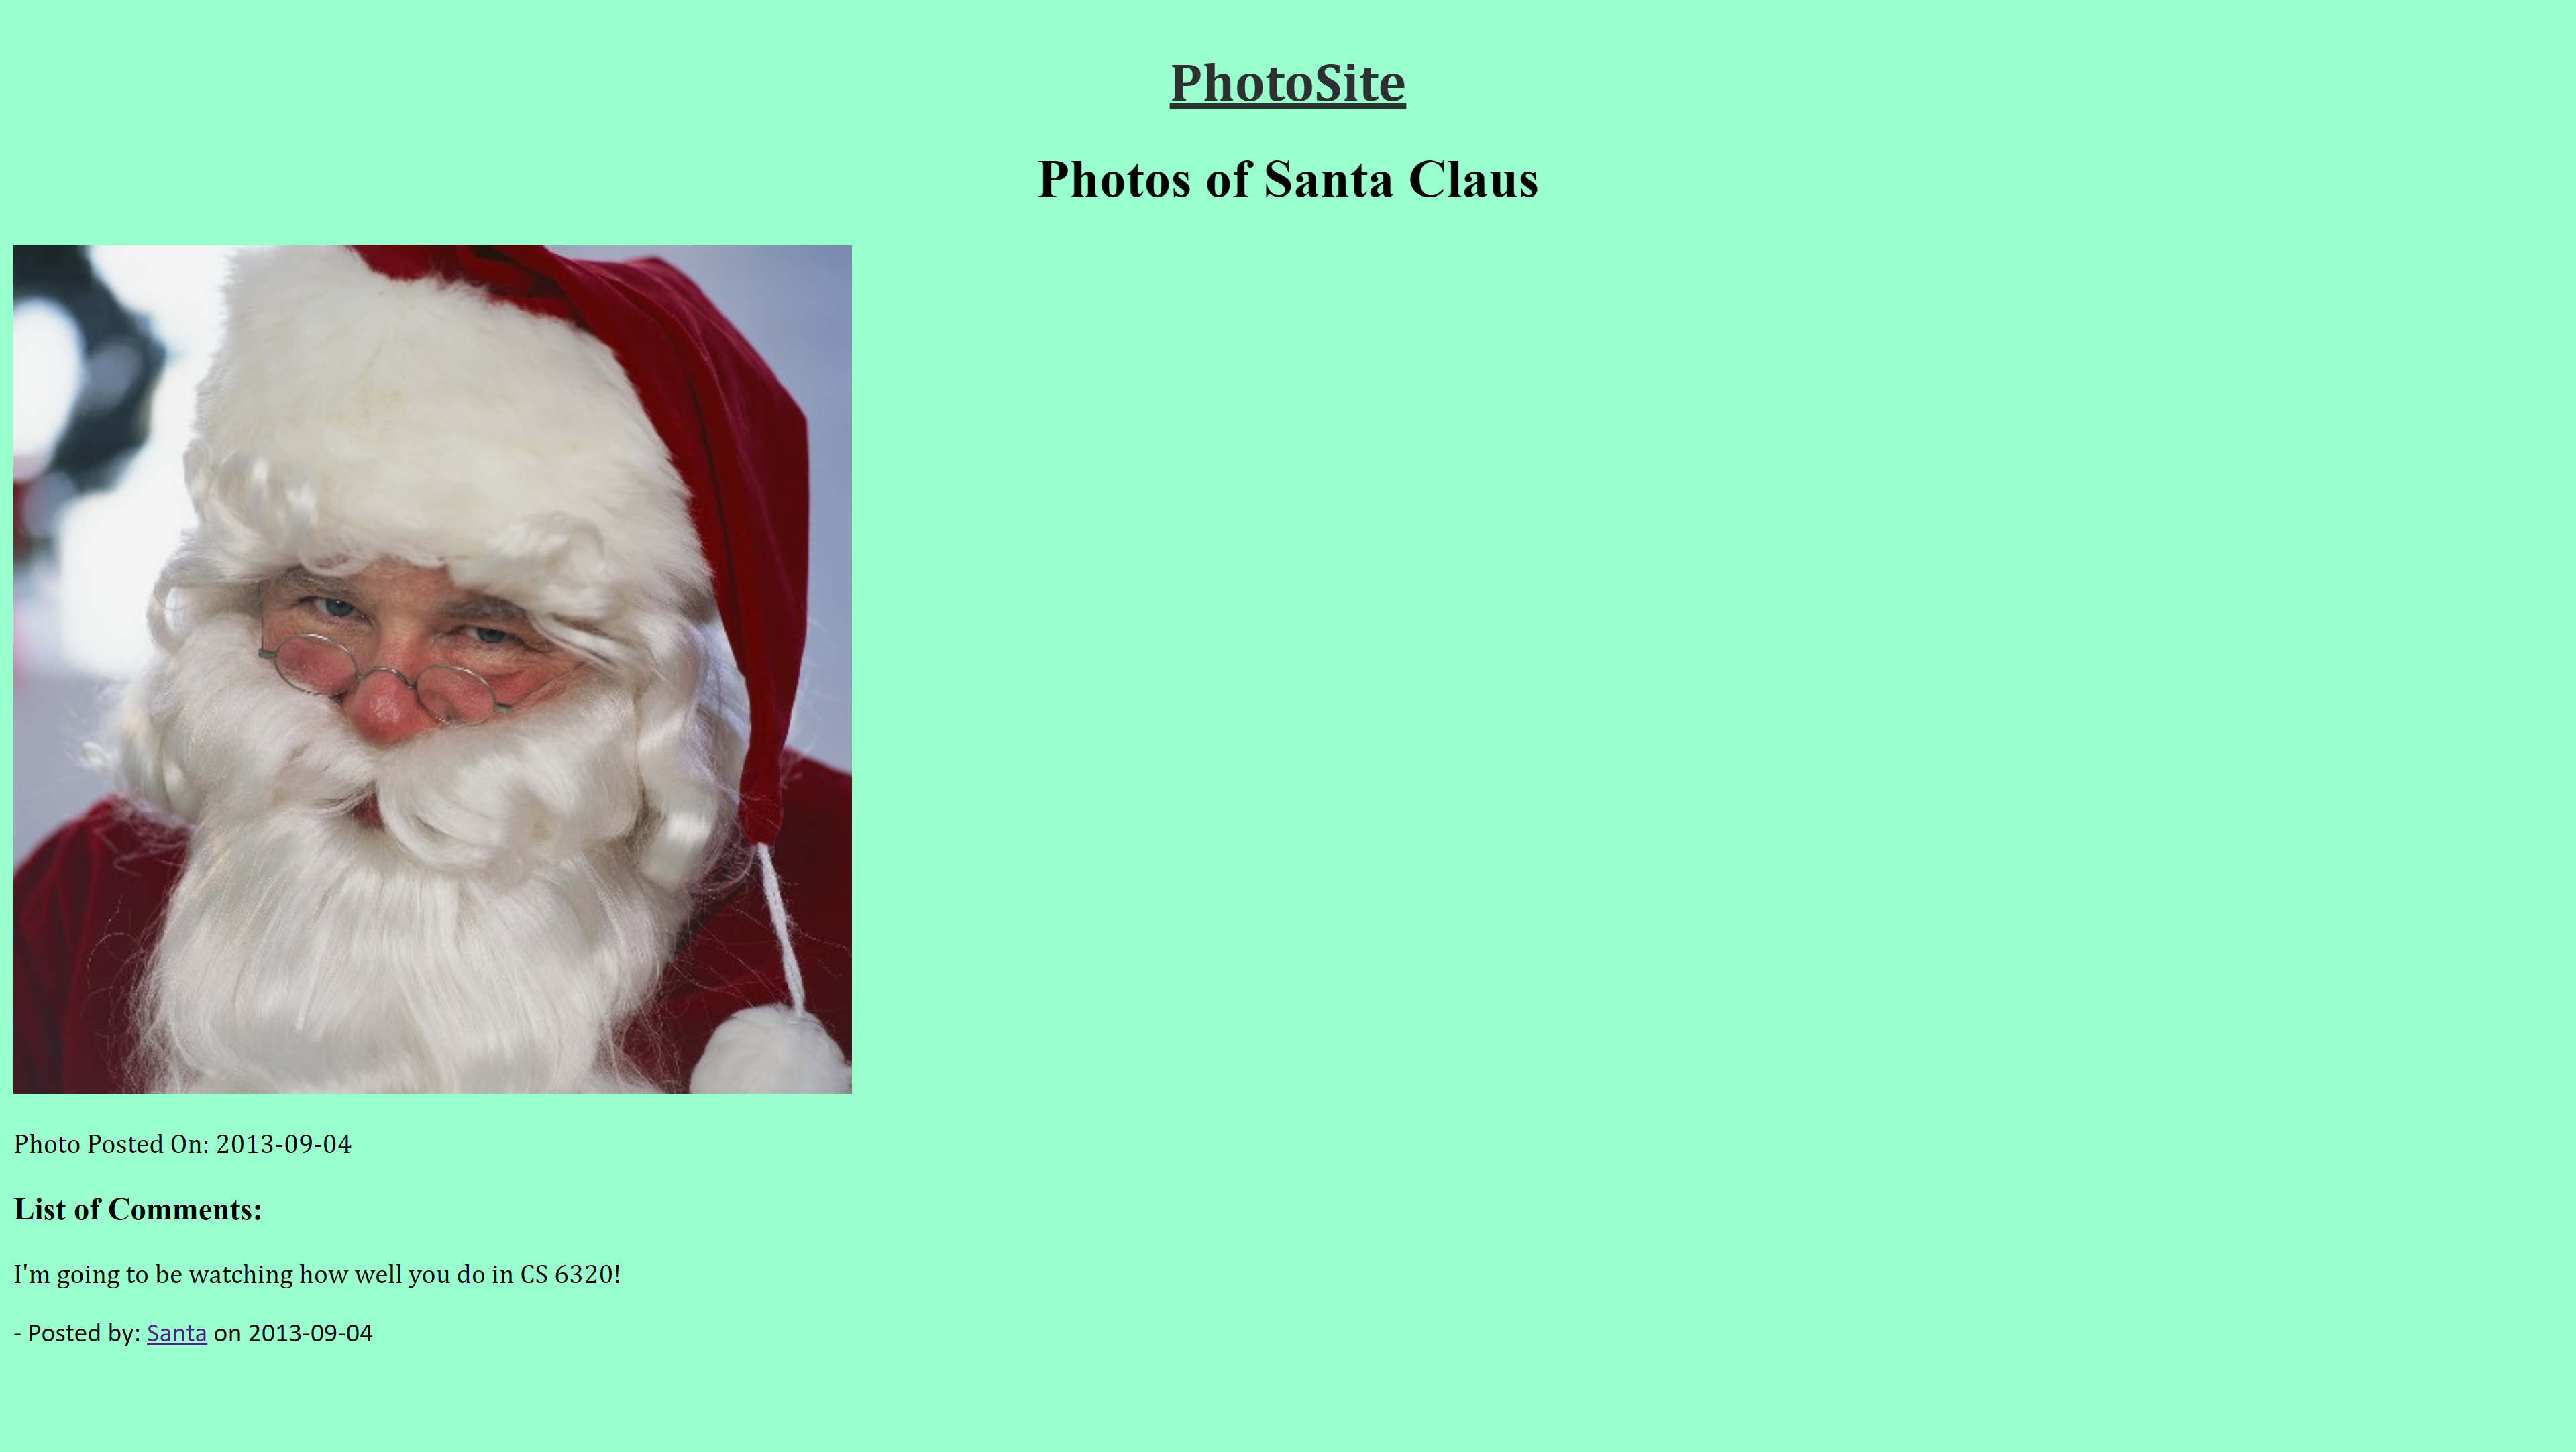 PhotoSite
Photos of Santa Claus
Photo Posted On: 2013-09-04
List of Comments:
I'm going to be watching how well you do in CS 6320!
- Posted by: Santa on 2013-09-04